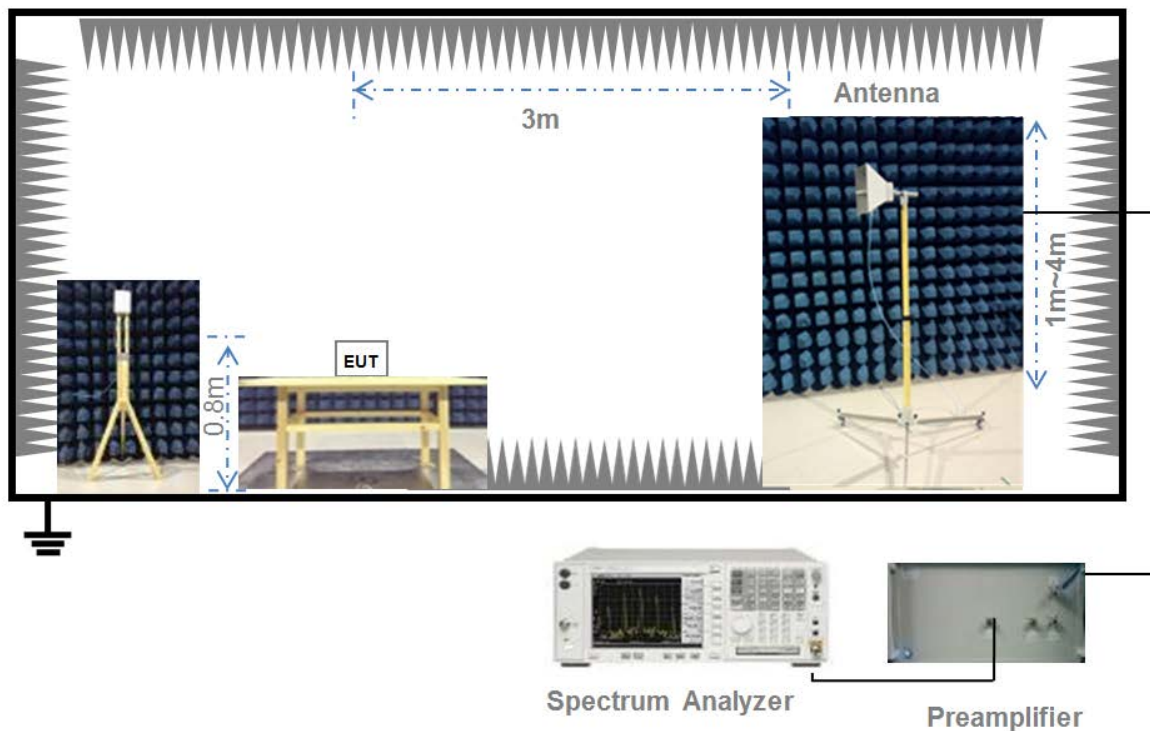 Antenna
3m
1m~4m
EUT
0.8m
Spectrum Analyzer
Preamplifier